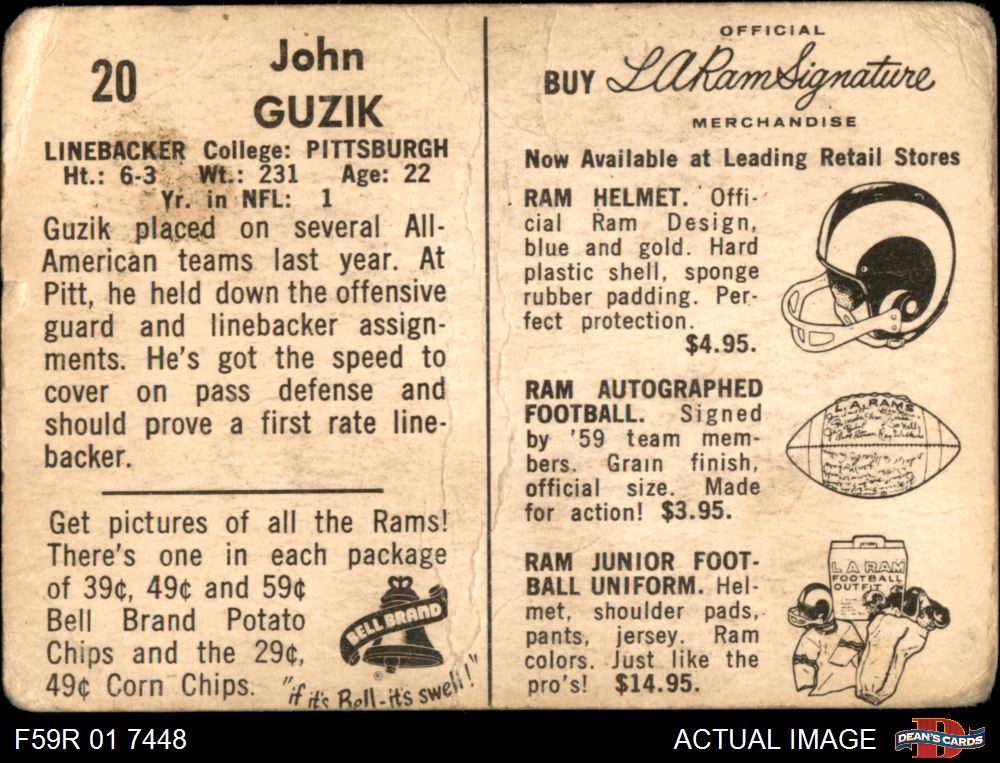 20
John
GUZIK
LINEBACKER College: PITTSBURGH
Ht.: 6-3 Wt.: 231 Age: 22
Yr. in NFL: 1
Guzik placed on several All-
American teams last year. At
Pitt, he held down the offensive
guard and linebacker assign-
ments. He's got the speed to
cover on pass defense and
should prove a first rate line-
backer.
Get pictures of all the Rams!
There's one in each package
of 39¢, 49¢ and 59¢
Bell Brand Potato
Chips and the 29¢,
49¢ Corn Chips.
BELL BRAND
®
"if it's Bell-it's swell!"
OFFICIAL
BUY LA Ram Signature
MERCHANDISE
Now Available at Leading Retail Stores
RAM HELMET. Offi-
cial Ram Design,
blue and gold. Hard
plastic shell, sponge
rubber padding. Per-
fect protection.
$4.95.
RAM AUTOGRAPHED
FOOTBALL. Signed
by '59 team mem-
bers. Grain finish,
official size. Made
for action! $3.95.
L.A. RAMS
RAM JUNIOR FOOT-
BALL UNIFORM. Hel-
met, shoulder pads,
pants, jersey. Ram
colors. Just like the
pro's! $14.95.
L A RAM
FOOTBALL
OUTFIT
F59R 01 7448
ACTUAL IMAGE
DEAN'S CARDS